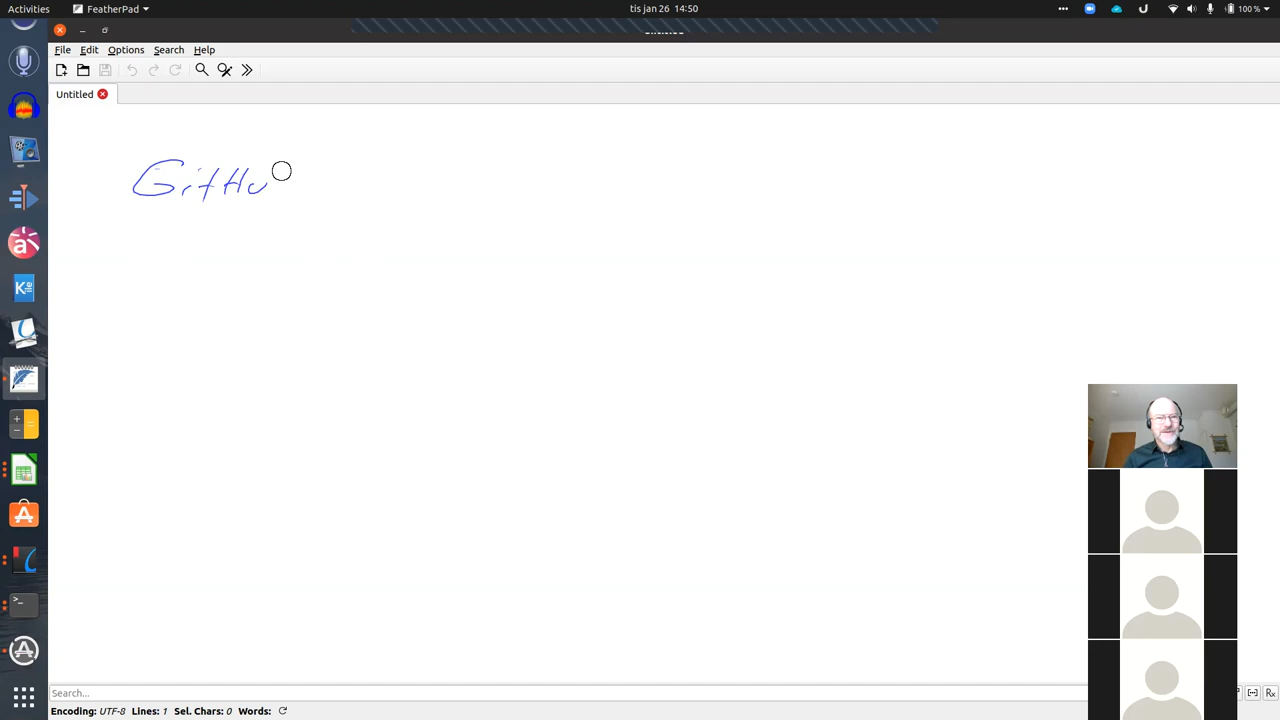 Activities FeatherPad tis jan 26 14:50 100 %
File Edit Options Search Help
Untitled
GitHu
Search...
Encoding: UTF-8 Lines: 1 Sel. Chars: 0 Words: